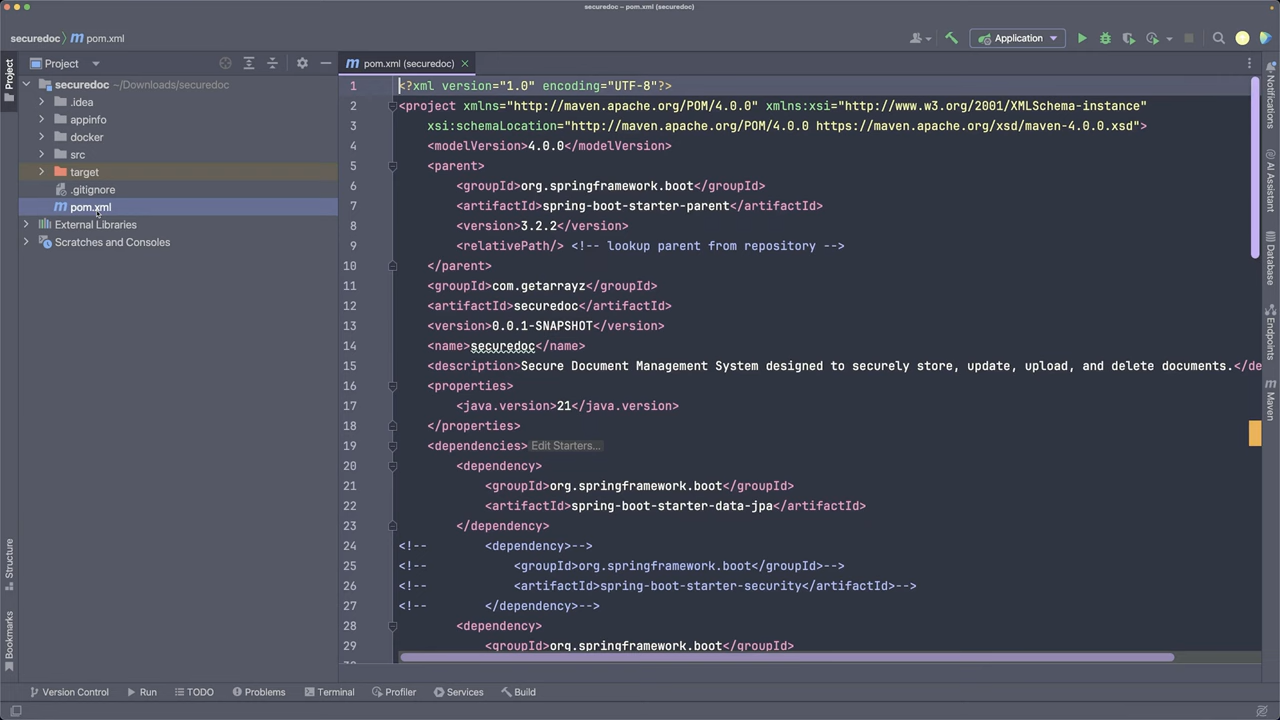 securedoc – pom.xml (securedoc)
securedoc
pom.xml
Application
Project
pom.xml (securedoc)
Project
securedoc ~/Downloads/securedoc
.idea
appinfo
docker
src
target
.gitignore
pom.xml
External Libraries
Scratches and Consoles
Structure
Bookmarks
1 <?xml version="1.0" encoding="UTF-8"?>
2 <project xmlns="http://maven.apache.org/POM/4.0.0" xmlns:xsi="http://www.w3.org/2001/XMLSchema-instance"
3 xsi:schemaLocation="http://maven.apache.org/POM/4.0.0 https://maven.apache.org/xsd/maven-4.0.0.xsd">
4 <modelVersion>4.0.0</modelVersion>
5 <parent>
6 <groupId>org.springframework.boot</groupId>
7 <artifactId>spring-boot-starter-parent</artifactId>
8 <version>3.2.2</version>
9 <relativePath/> <!-- lookup parent from repository -->
10 </parent>
11 <groupId>com.getarrayz</groupId>
12 <artifactId>securedoc</artifactId>
13 <version>0.0.1-SNAPSHOT</version>
14 <name>securedoc</name>
15 <description>Secure Document Management System designed to securely store, update, upload, and delete documents.</de
16 <properties>
17 <java.version>21</java.version>
18 </properties>
19 <dependencies> Edit Starters...
20 <dependency>
21 <groupId>org.springframework.boot</groupId>
22 <artifactId>spring-boot-starter-data-jpa</artifactId>
23 </dependency>
24 <!-- <dependency>-->
25 <!-- <groupId>org.springframework.boot</groupId>-->
26 <!-- <artifactId>spring-boot-starter-security</artifactId>-->
27 <!-- </dependency>-->
28 <dependency>
29 <groupId>org.springframework.boot</groupId>
Notifications
AI Assistant
Database
Endpoints
Maven
Version Control
Run
TODO
Problems
Terminal
Profiler
Services
Build